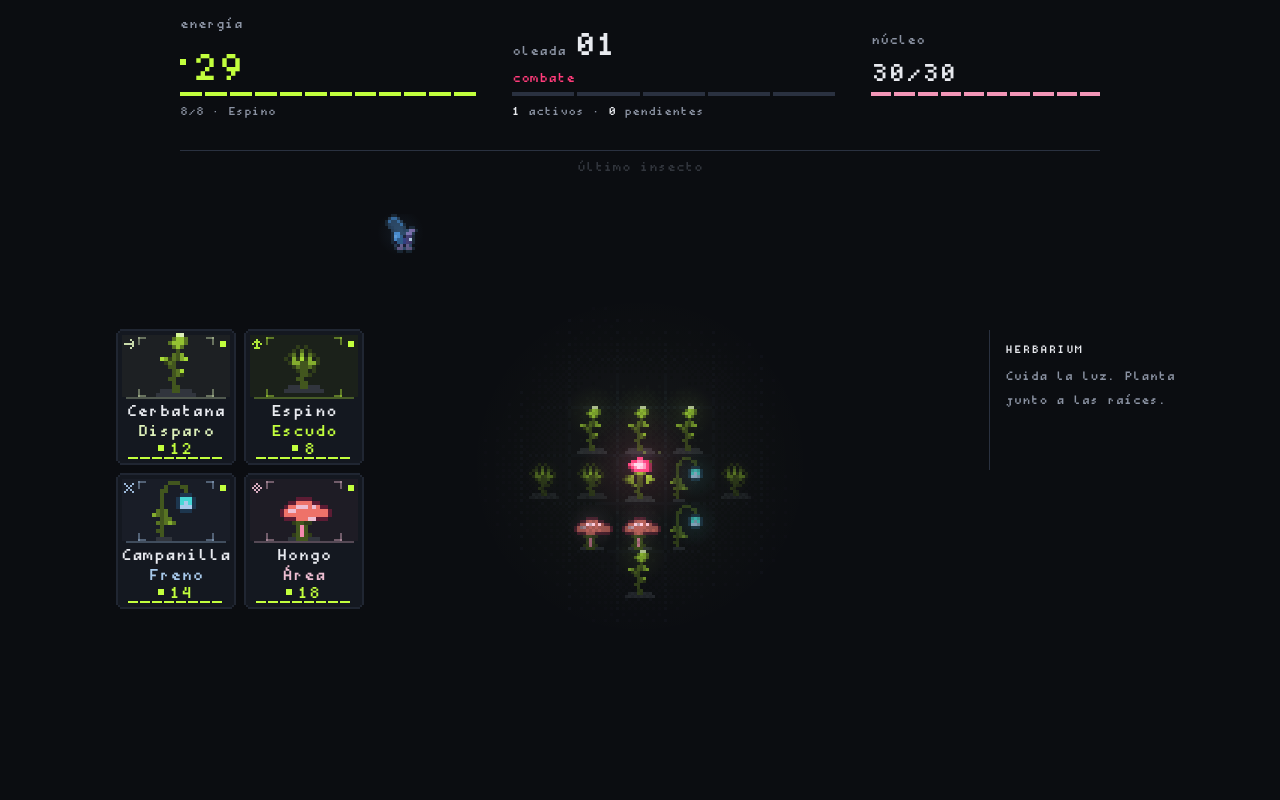 energía
29
8/8 · Espino
oleada 01
combate
1 activos · 0 pendientes
núcleo
30/30
último insecto
Cerbatana
Disparo
12
Espino
Escudo
8
Campanilla
Freno
14
Hongo
Área
18
HERBARIUM
Cuida la luz. Planta
junto a las raíces.